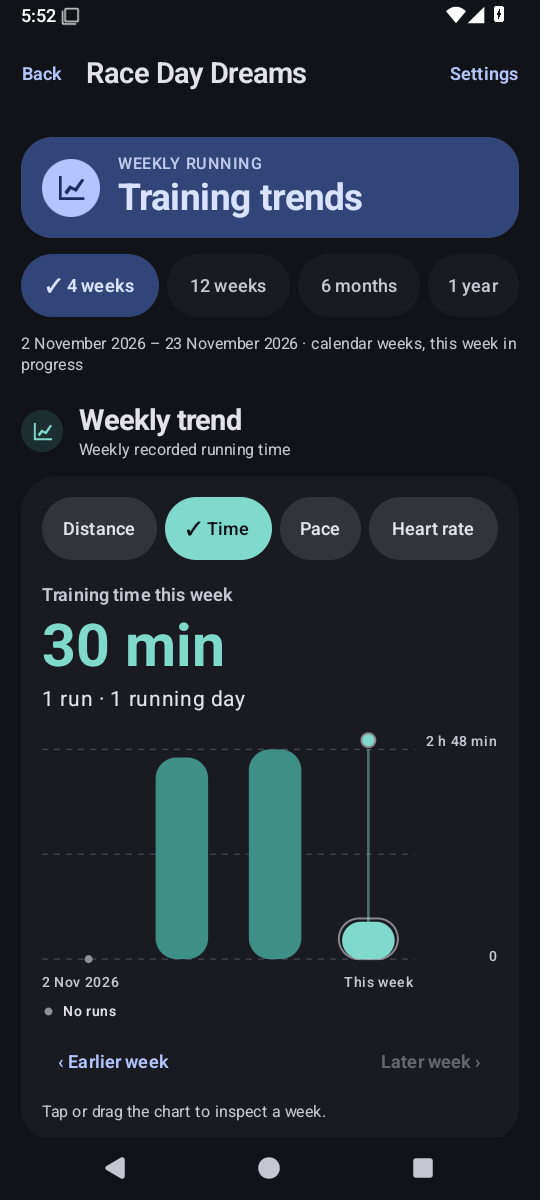 5:52
Back
Race Day Dreams
Settings
WEEKLY RUNNING
Training trends
✓ 4 weeks
12 weeks
6 months
1 year
2 November 2026 – 23 November 2026 · calendar weeks, this week in
progress
Weekly trend
Weekly recorded running time
Distance
✓ Time
Pace
Heart rate
Training time this week
30 min
1 run · 1 running day
2 h 48 min
0
2 Nov 2026
This week
No runs
‹ Earlier week
Later week ›
Tap or drag the chart to inspect a week.